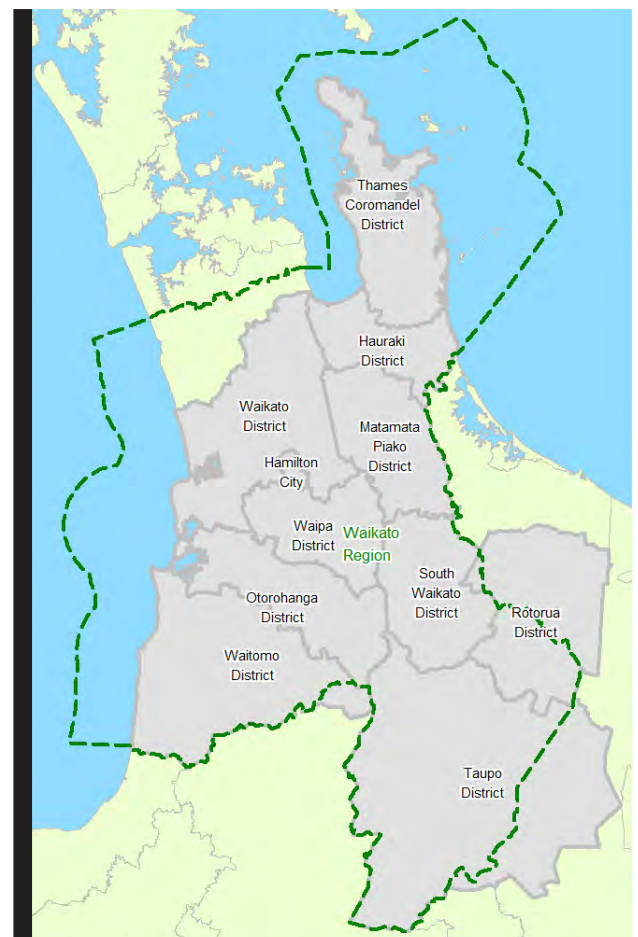 Thames
Coromandel
District
Hauraki
District
Waikato
District
Matamata
Piako
District
Hamilton
City
Waipa
District
Waikato
Region
South
Waikato
District
Otorohanga
District
Rōtorua
District
Waitomo
District
Taupo
District